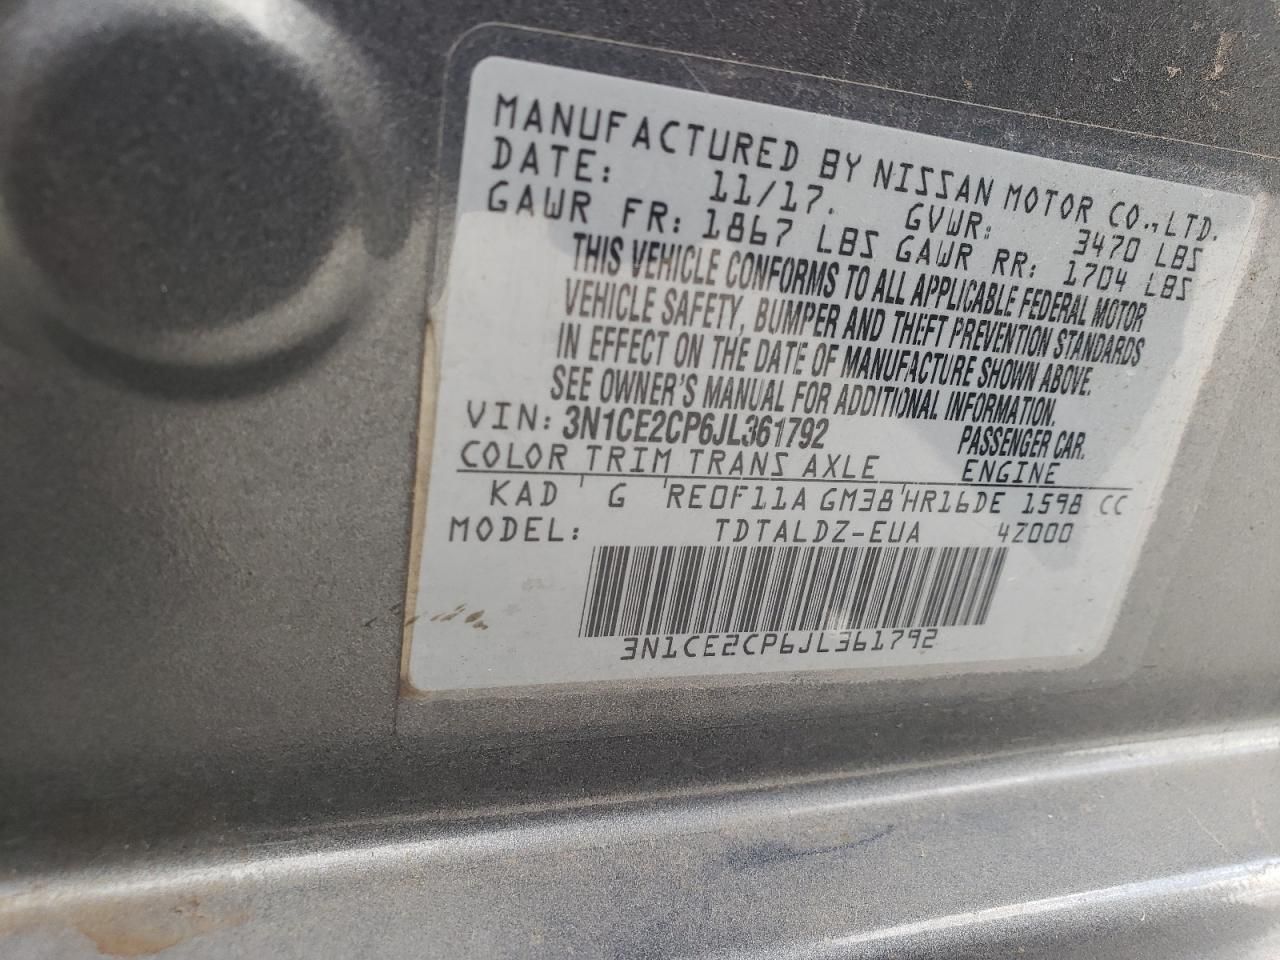 MANUFACTURED BY NISSAN MOTOR CO.,LTD.
DATE: 11/17. GVWR: 3470 LBS
GAWR FR: 1867 LBS GAWR RR: 1704 LBS
THIS VEHICLE CONFORMS TO ALL APPLICABLE FEDERAL MOTOR
VEHICLE SAFETY, BUMPER AND THEFT PREVENTION STANDARDS
IN EFFECT ON THE DATE OF MANUFACTURE SHOWN ABOVE.
SEE OWNER'S MANUAL FOR ADDITIONAL INFORMATION.
VIN: 3N1CE2CP6JL361792 PASSENGER CAR.
COLOR TRIM TRANS AXLE ENGINE
KAD ' G 'RE0F11A GM38'HR16DE 1598 CC
MODEL: TDTALDZ-EUA 4Z000
3N1CE2CP6JL361792